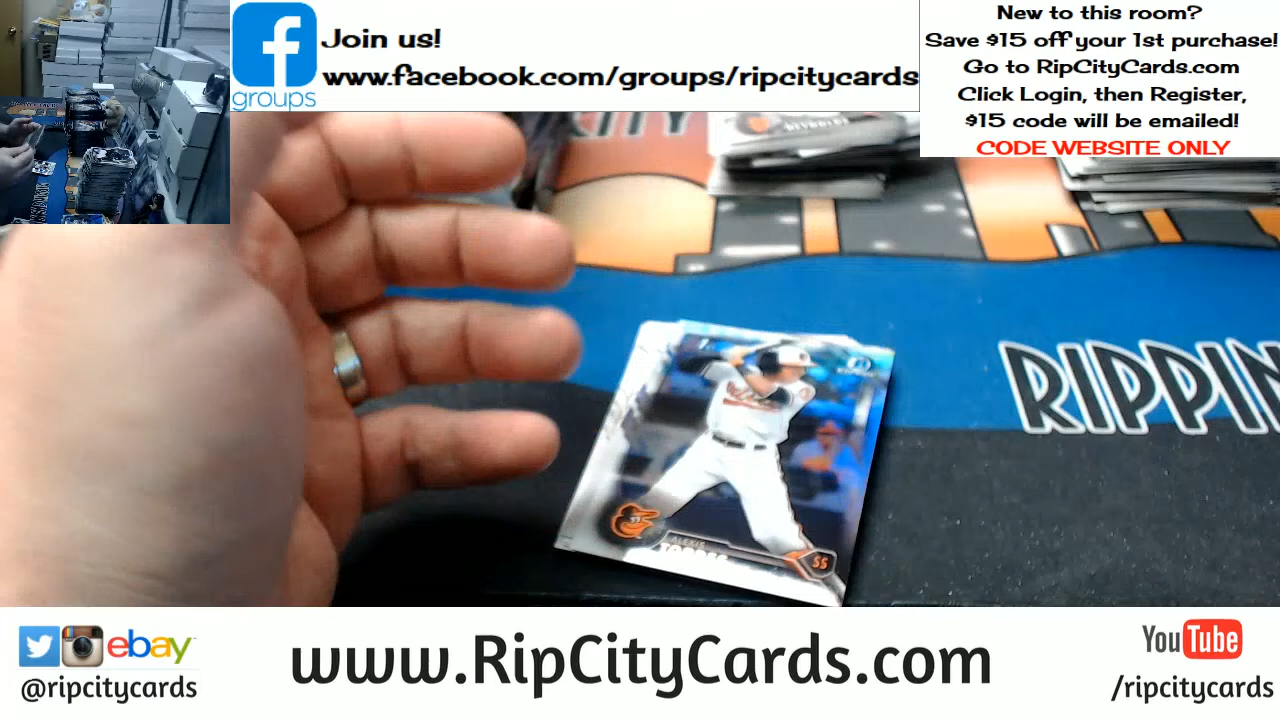 groups
Join us!
www.facebook.com/groups/ripcitycards
New to this room?
Save $15 off your 1st purchase!
Go to RipCityCards.com
Click Login, then Register,
$15 code will be emailed!
CODE WEBSITE ONLY
RIPPIN
ALEXIS
TORRES
SS
ebay
@ripcitycards
www.RipCityCards.com
YouTube
/ripcitycards